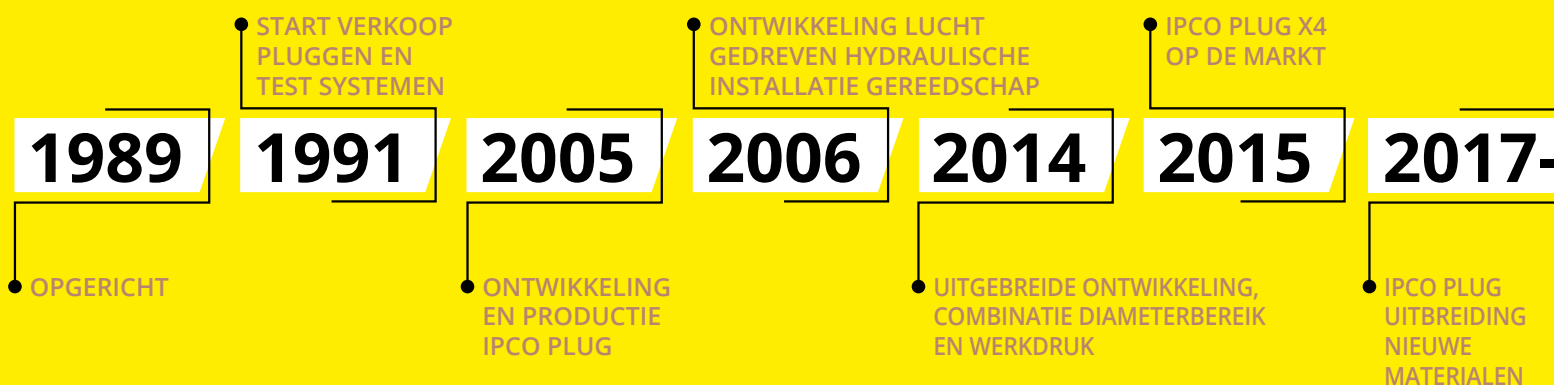 START VERKOOP
PLUGGEN EN
TEST SYSTEMEN
ONTWIKKELING LUCHT
GEDREVEN HYDRAULISCHE
INSTALLATIE GEREEDSCHAP
IPCO PLUG X4
OP DE MARKT
1989 1991 2005 2006 2014 2015 2017-
OPGERICHT
ONTWIKKELING
EN PRODUCTIE
IPCO PLUG
UITGEBREIDE ONTWIKKELING,
COMBINATIE DIAMETERBEREIK
EN WERKDRUK
IPCO PLUG
UITBREIDING
NIEUWE
MATERIALEN